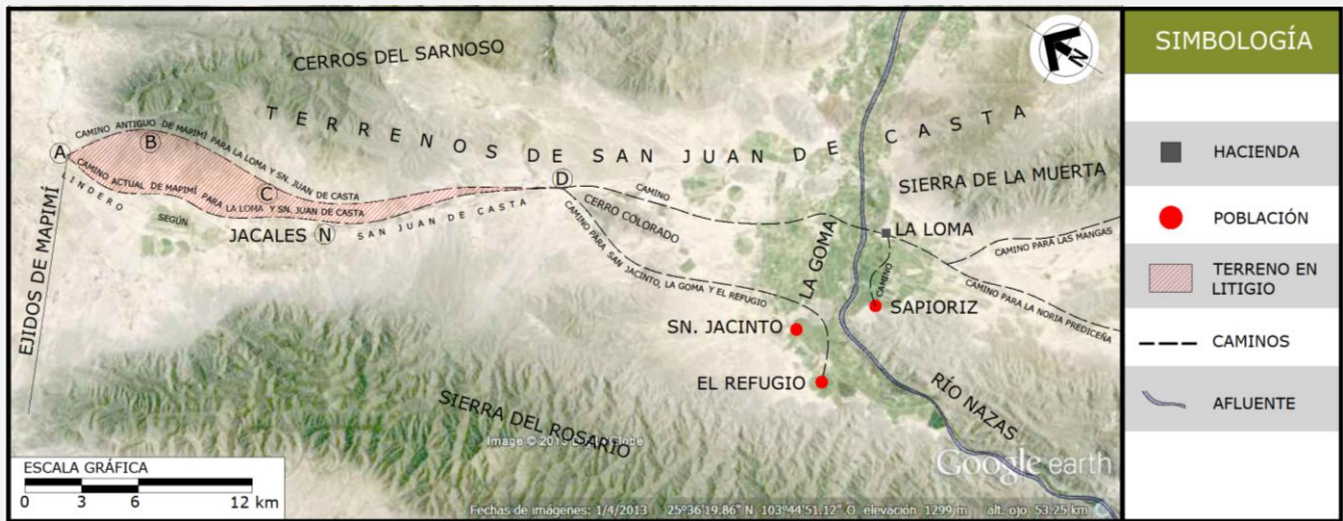 CERROS DEL SARNOSO
N
TERRENOS DE SAN JUAN DE CASTA
A
CAMINO ANTIGUO DE MAPIMÍ PARA LA LOMA Y SN. JUAN DE CASTA
B
CAMINO ACTUAL DE MAPIMÍ PARA LA LOMA Y SN. JUAN DE CASTA
C
LINDERO SEGÚN SAN JUAN DE CASTA
JACALES N
D
CAMINO
CERRO COLORADO
SIERRA DE LA MUERTA
LA LOMA
CAMINO PARA LAS MANGAS
CAMINO PARA LA NORIA PREDICEÑA
CAMINO
SAPIORIZ
LA GOMA
CAMINO PARA SAN JACINTO, LA GOMA Y EL REFUGIO
SN. JACINTO
EL REFUGIO
EJIDOS DE MAPIMÍ
SIERRA DEL ROSARIO
RÍO NAZAS
Google earth
ESCALA GRÁFICA
0 3 6 12 km
Fechas de imágenes: 1/4/2013 25°36'19.86" N 103°44'51.12" O elevación 1299 m alt. ojo 53.25 km
SIMBOLOGÍA
HACIENDA
POBLACIÓN
TERRENO EN
LITIGIO
CAMINOS
AFLUENTE